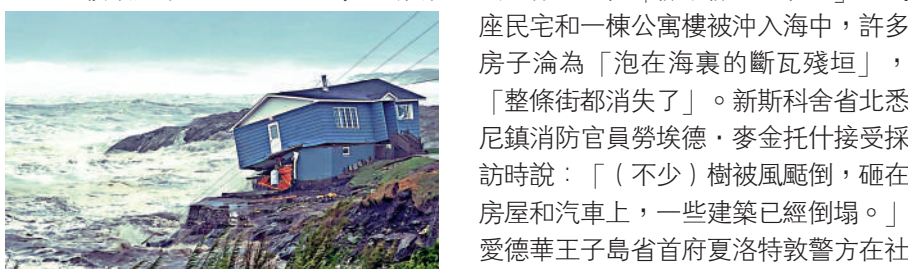 座民宅和一棟公寓樓被沖入海中，許多
房子淪為「泡在海裏的斷瓦殘垣」，
「整條街都消失了」。新斯科舍省北悉
尼鎮消防官員勞埃德·麥金托什接受採
訪時說：「（不少）樹被風颳倒，砸在
房屋和汽車上，一些建築已經倒塌。」
愛德華王子島省首府夏洛特敦警方在社